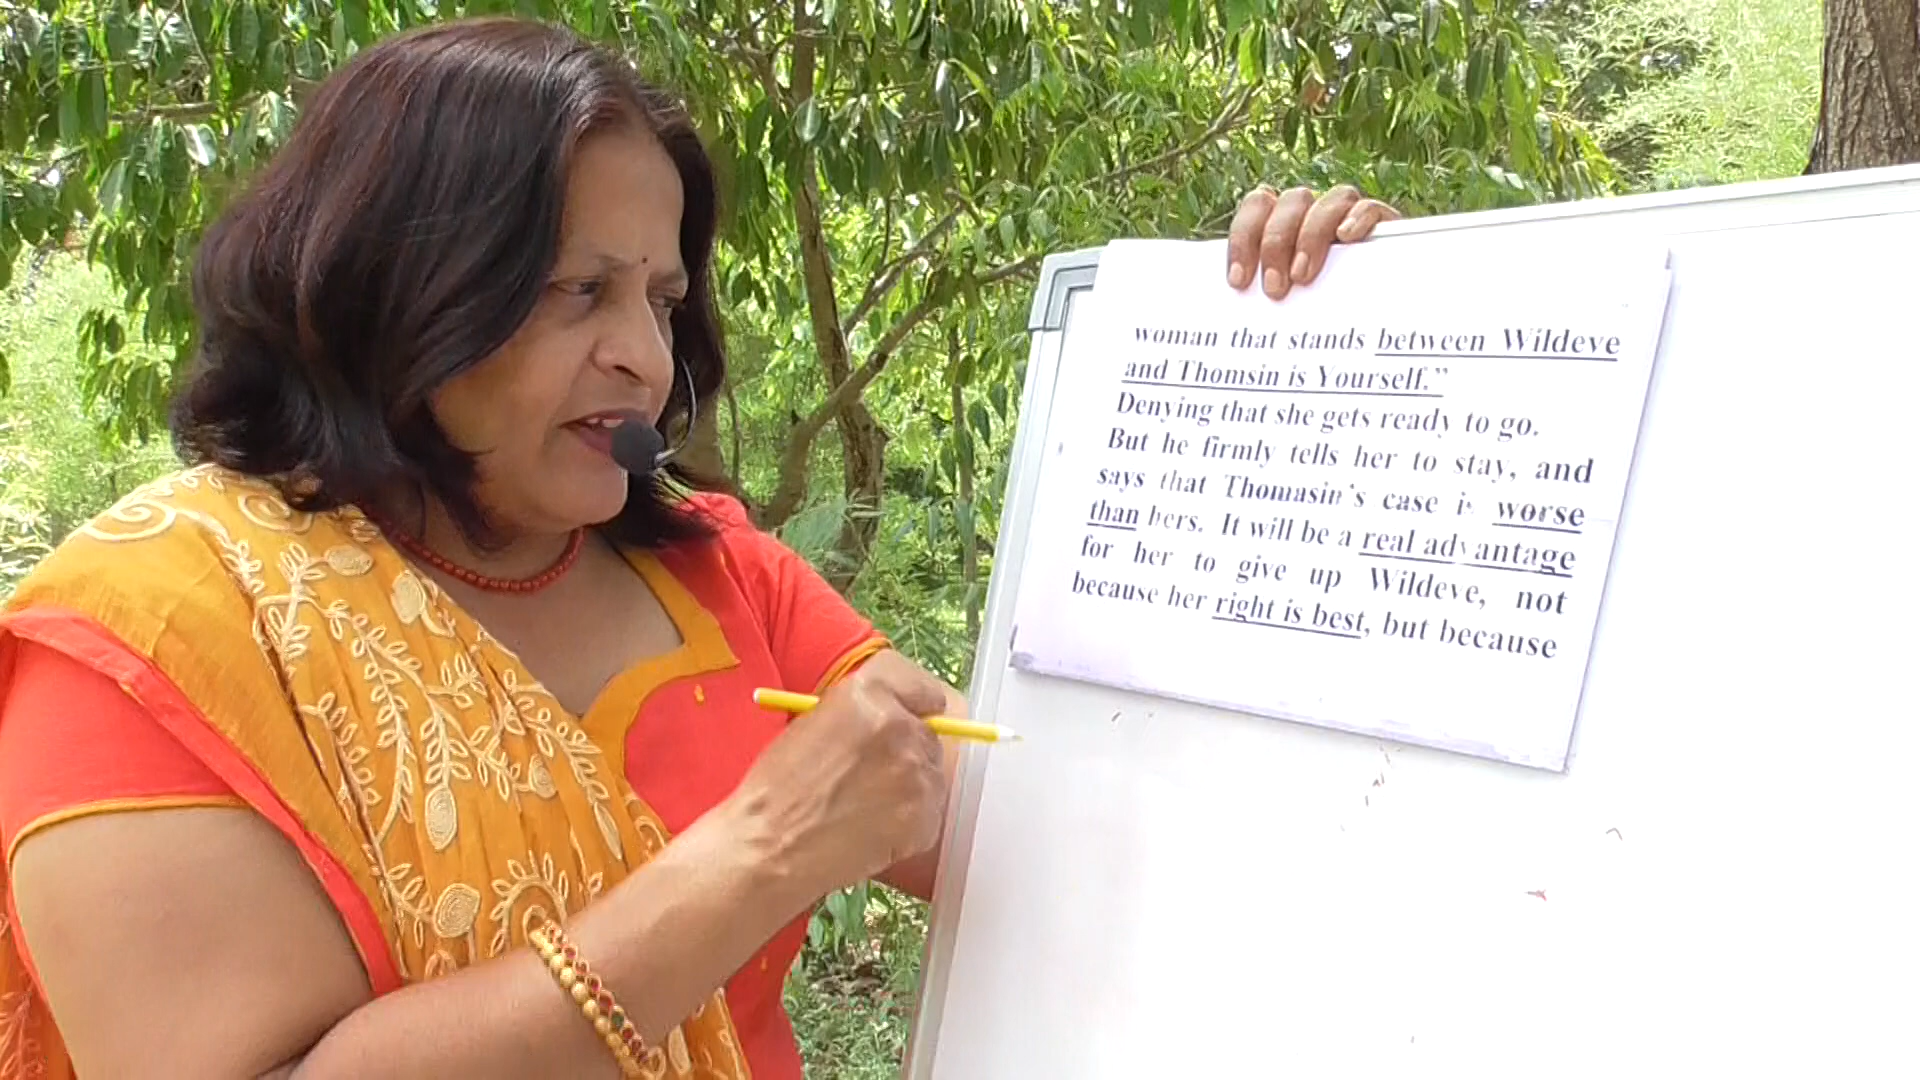 woman that stands between Wildeve
and Thomsin is Yourself."
Denying that she gets ready to go.
But he firmly tells her to stay, and
says that Thomasin's case is worse
than hers. It will be a real advantage
for her to give up Wildeve, not
because her right is best, but because